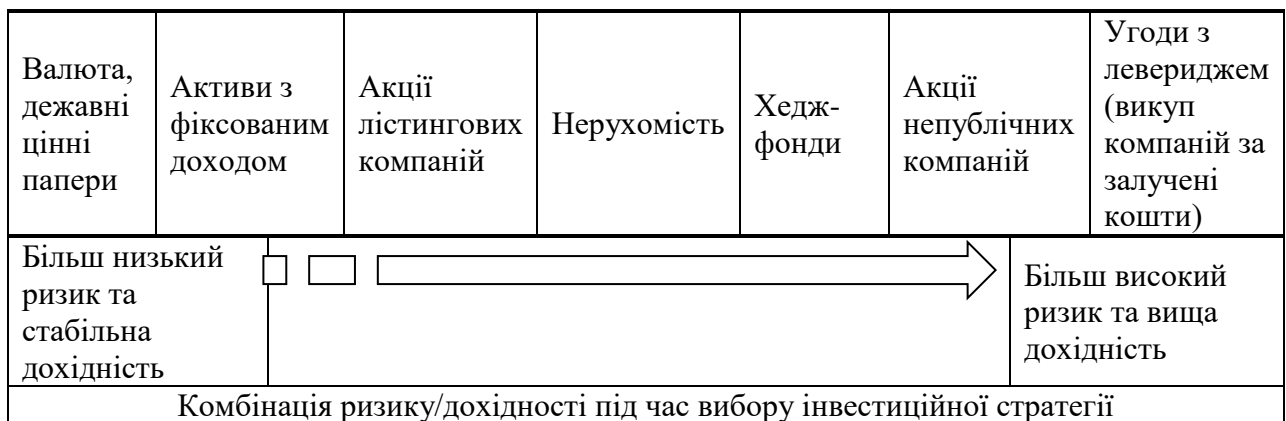 Валюта,
дежавні
цінні
папери
Активи з
фіксованим
доходом
Акції
лістингових
компаній
Нерухомість
Хедж-
фонди
Акції
непублічних
компаній
Угоди з
левериджем
(викуп
компаній за
залучені
кошти)
Більш низький
ризик та
стабільна
дохідність
Більш високий
ризик та вища
дохідність
Комбінація ризику/дохідності під час вибору інвестиційної стратегії